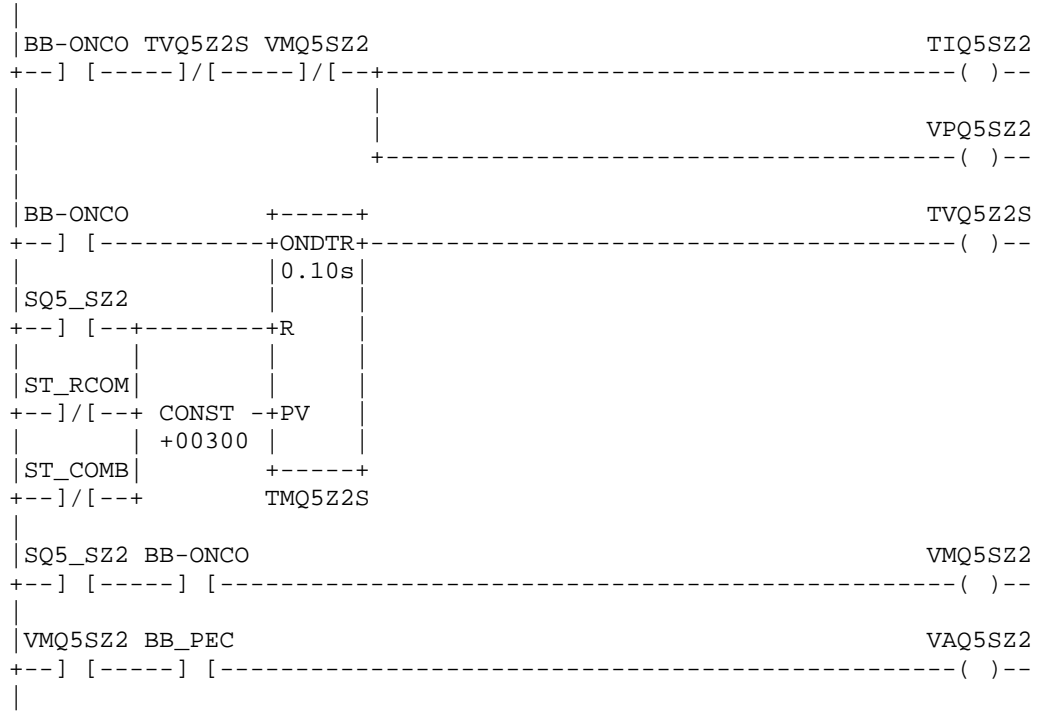 |BB-ONCO TVQ5Z2S VMQ5SZ2                                     TIQ5SZ2
+--] [-----]/[-----]/[--+--------------------------------------( )--
|                       |
|                       |                                    VPQ5SZ2
|                       +--------------------------------------( )--
|
|BB-ONCO         +-----+                                     TVQ5Z2S
+--] [-----------+ONDTR+---------------------------------------( )--
|                |0.10s|
|SQ5_SZ2         |     |
+--] [--+--------+R    |
|       |        |     |
|ST_RCOM|        |     |
+--]/[--+ CONST -+PV   |
|       | +00300 |     |
|ST_COMB|        +-----+
+--]/[--+        TMQ5Z2S
|
|SQ5_SZ2 BB-ONCO                                             VMQ5SZ2
+--] [-----] [-------------------------------------------------( )--
|
|VMQ5SZ2 BB_PEC                                              VAQ5SZ2
+--] [-----] [-------------------------------------------------( )--
|